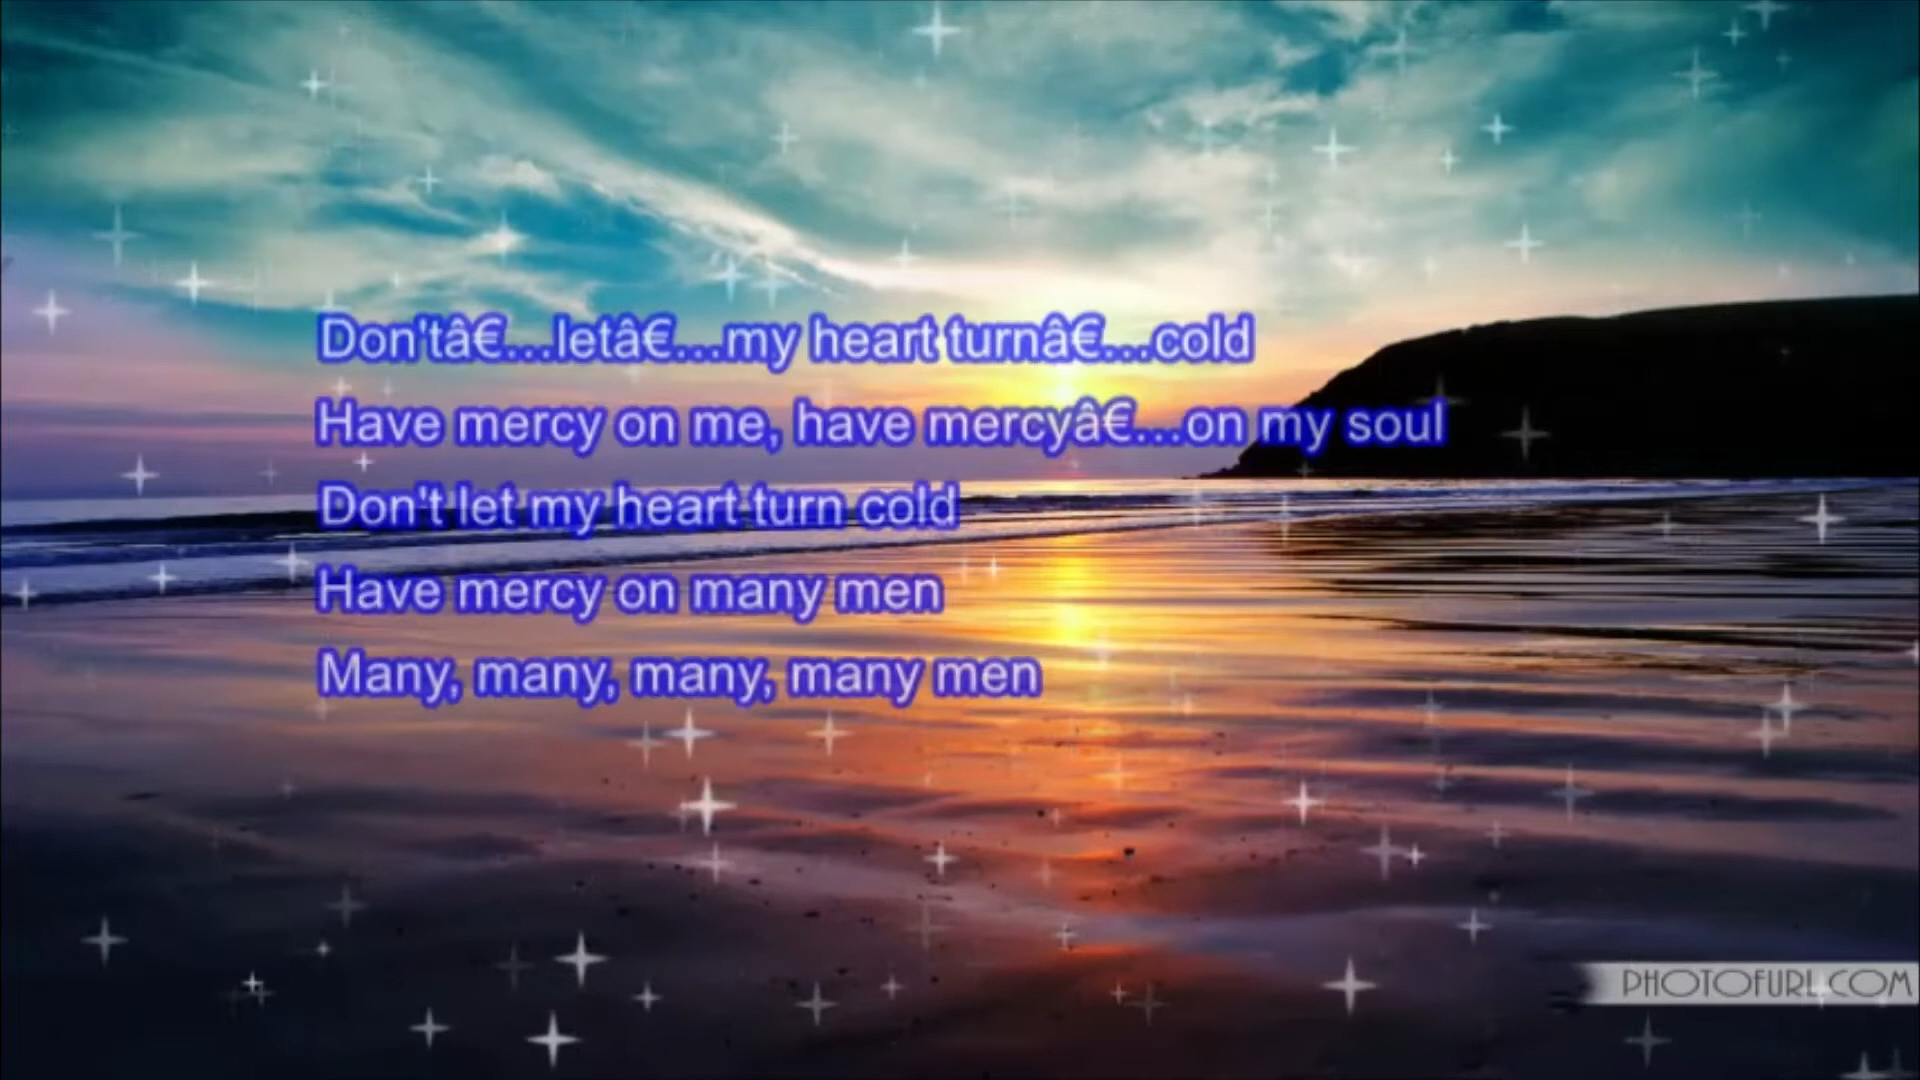 Don'tâ€…letâ€…my heart turnâ€…cold
Have mercy on me, have mercyâ€…on my soul
Don't let my heart turn cold
Have mercy on many men
Many, many, many, many men
PHOTOFURL.COM